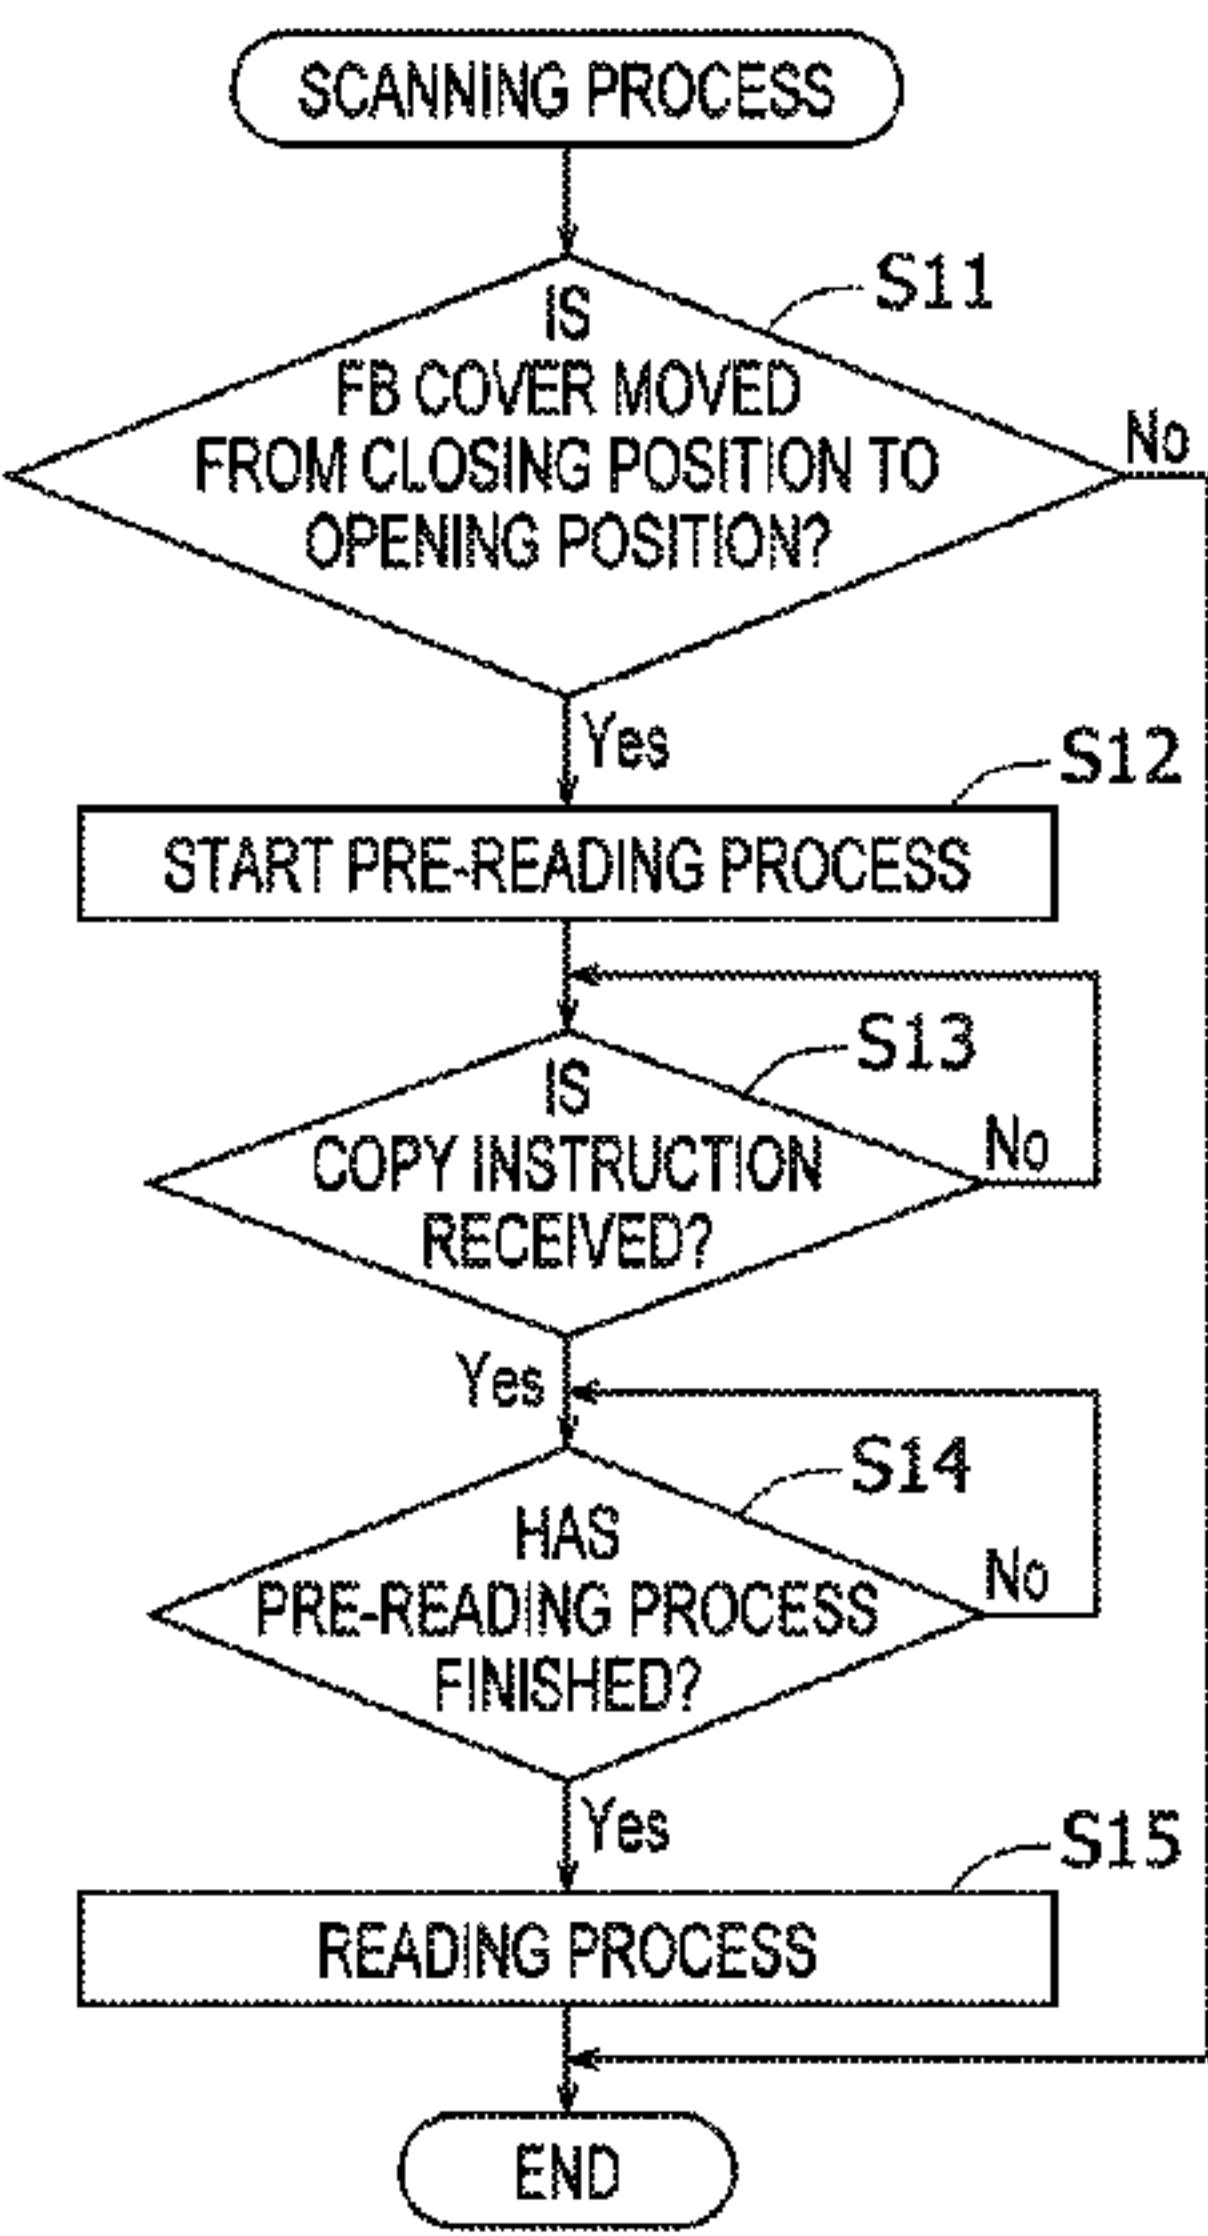 SCANNING PROCESS
S11
IS
FB COVER MOVED
FROM CLOSING POSITION TO
OPENING POSITION?
No
Yes
S12
START PRE-READING PROCESS
S13
IS
COPY INSTRUCTION
RECEIVED?
No
Yes
S14
HAS
PRE-READING PROCESS
FINISHED?
No
Yes
S15
READING PROCESS
END